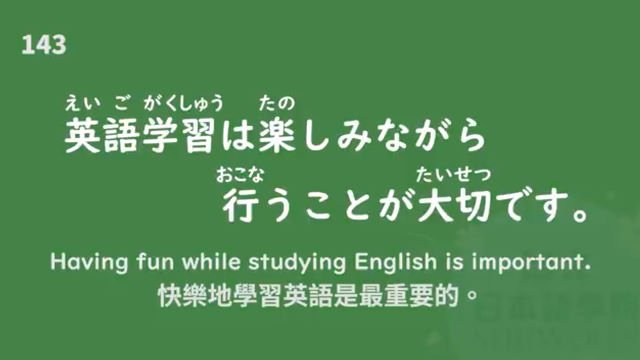 143
えい ご がくしゅう たの
英語学習は楽しみながら
おこな たいせつ
行うことが大切です。
Having fun while studying English is important.
快樂地學習英語是最重要的。